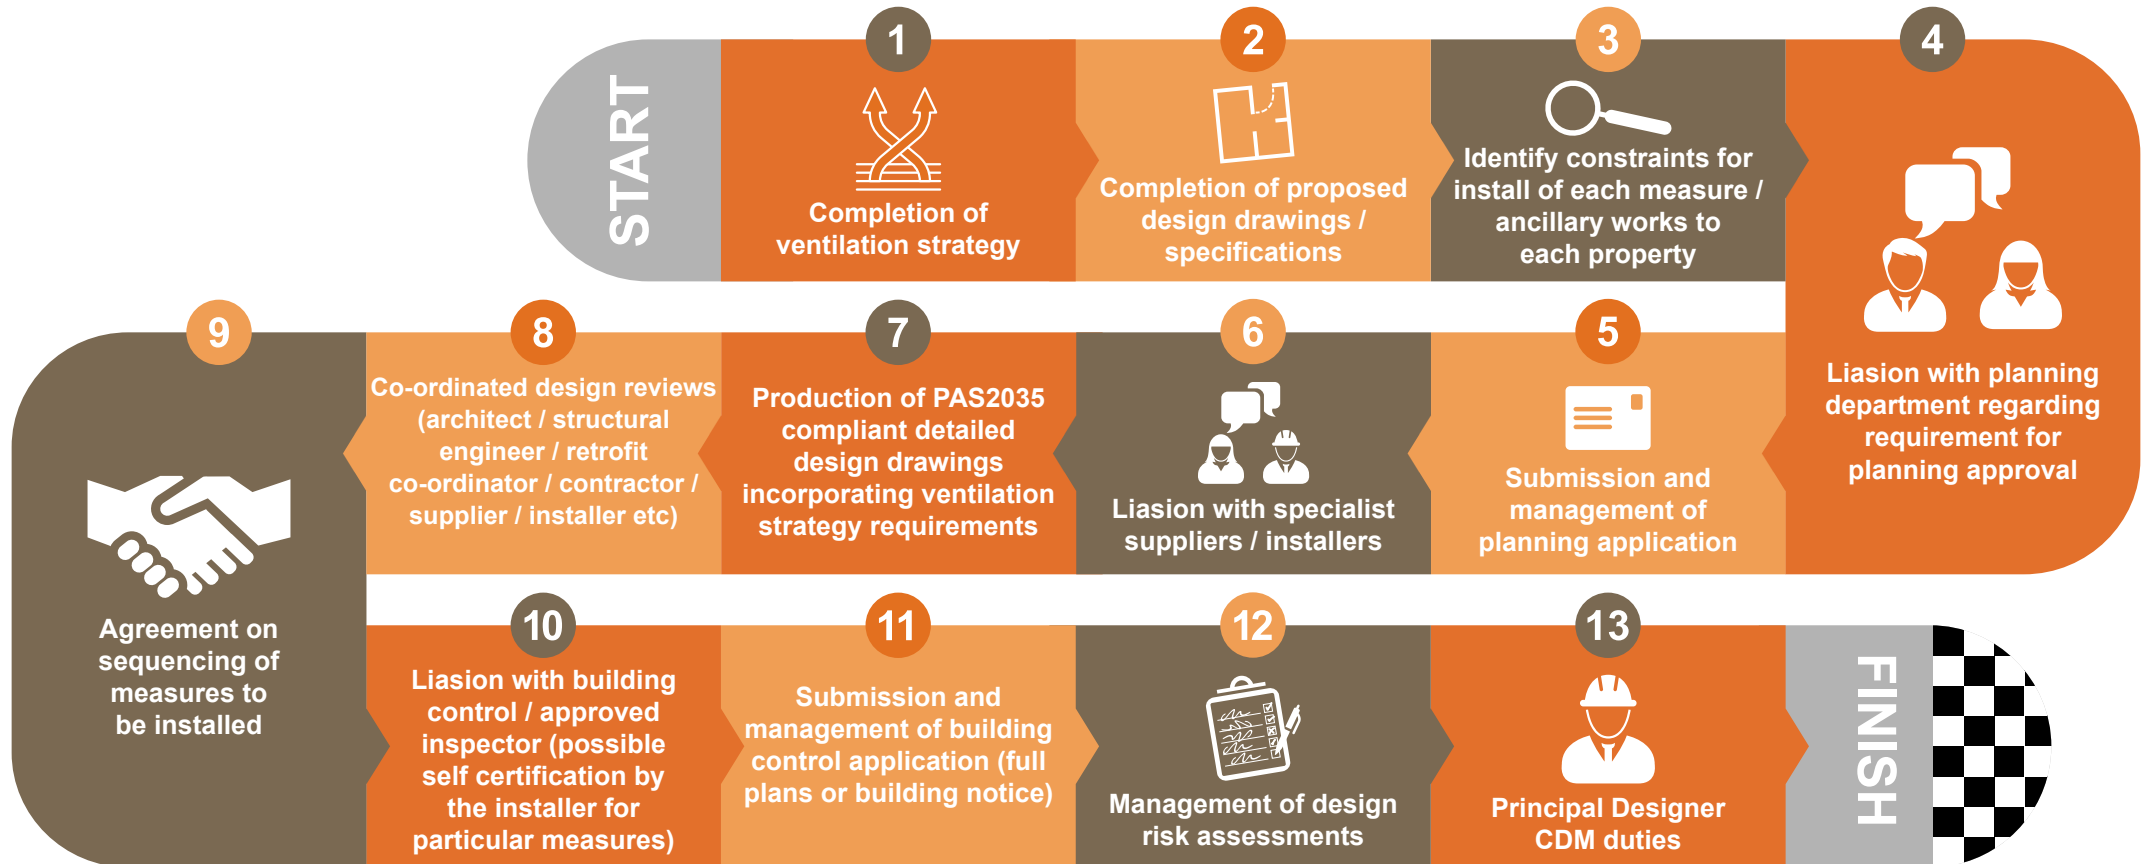 START
1
Completion of
ventilation strategy
2
Completion of proposed
design drawings /
specifications
3
Identify constraints for
install of each measure /
ancillary works to
each property
4
Liasion with planning
department regarding
requirement for
planning approval
5
Submission and
management of
planning application
6
Liasion with specialist
suppliers / installers
7
Production of PAS2035
compliant detailed
design drawings
incorporating ventilation
strategy requirements
8
Co-ordinated design reviews
(architect / structural
engineer / retrofit
co-ordinator / contractor /
supplier / installer etc)
9
Agreement on
sequencing of
measures to
be installed
10
Liasion with building
control / approved
inspector (possible
self certification by
the installer for
particular measures)
11
Submission and
management of building
control application (full
plans or building notice)
12
Management of design
risk assessments
13
Principal Designer
CDM duties
FINISH